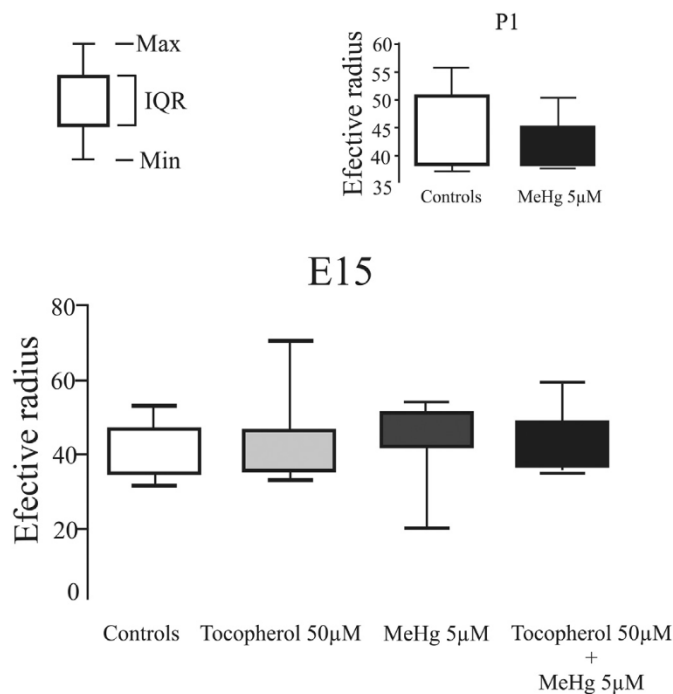 Max
IQR
Min
P1
Efective radius
60
55
50
45
40
35
Controls MeHg 5µM
E15
Efective radius
80
60
40
20
0
Controls Tocopherol 50µM MeHg 5µM Tocopherol 50µM
+
MeHg 5µM